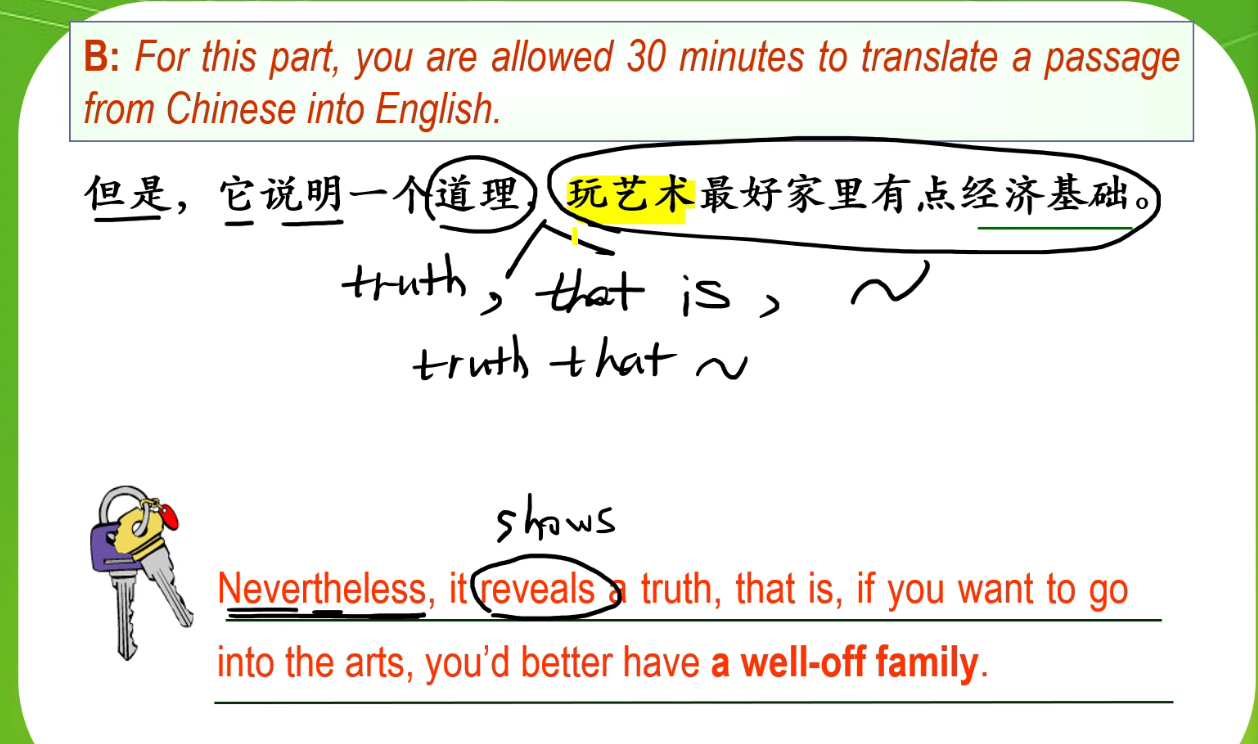 B: For this part, you are allowed 30 minutes to translate a passage
from Chinese into English.
但是，它说明一个道理，玩艺术最好家里有点经济基础。
truth, that is, ~
truth that ~
shows
Nevertheless, it reveals a truth, that is, if you want to go
into the arts, you’d better have a well-off family.